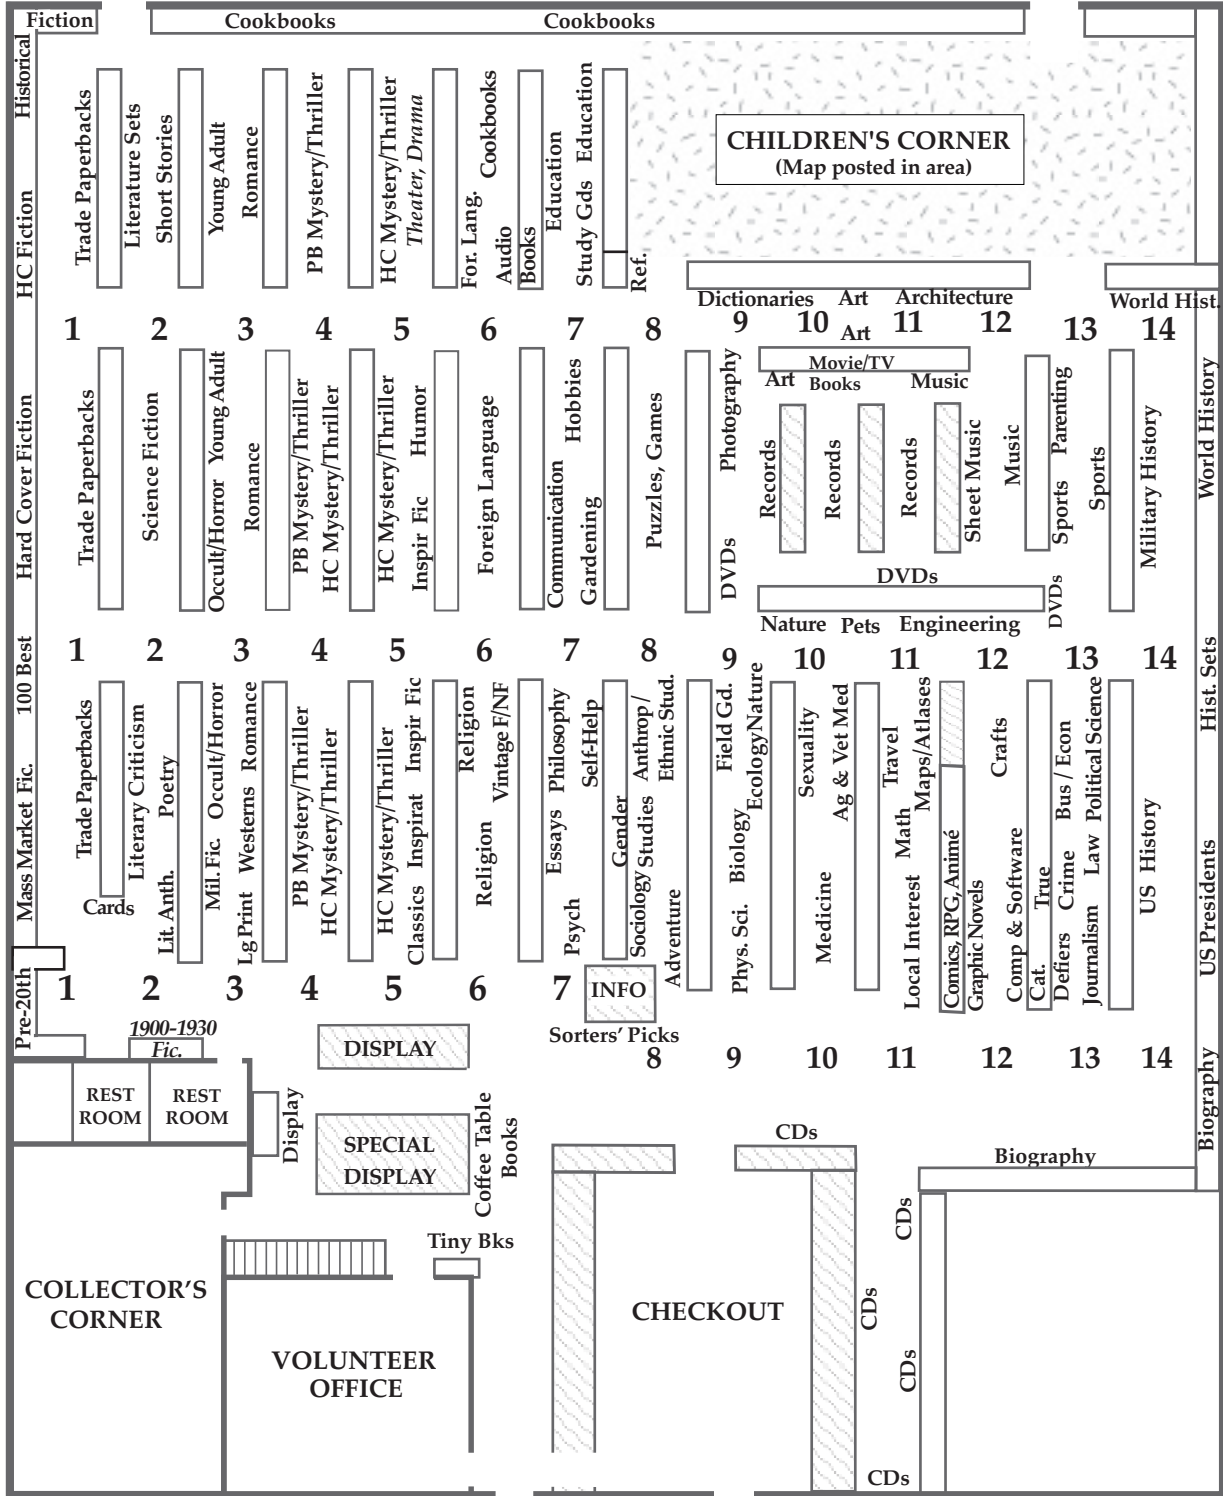 Fiction
Cookbooks
Cookbooks
Historical
HC Fiction
Trade Paperbacks
Literature Sets
Short Stories
Young Adult
Romance
PB Mystery/Thriller
HC Mystery/Thriller
Theater, Drama
For. Lang.
Cookbooks
Audio
Books
Education
Study Gds
Education
Ref.
CHILDREN'S CORNER
(Map posted in area)
Dictionaries
Art
Architecture
World Hist.
1
2
3
4
5
6
7
8
9
10
11
12
13
14
Art
Movie/TV
Art
Books
Music
Hard Cover Fiction
Trade Paperbacks
Science Fiction
Occult/Horror
Young Adult
Romance
PB Mystery/Thriller
HC Mystery/Thriller
HC Mystery/Thriller
Inspir Fic
Humor
Foreign Language
Communication
Hobbies
Gardening
Puzzles, Games
Photography
DVDs
Records
Records
Records
Sheet Music
Music
Sports
Parenting
Sports
Military History
World History
DVDs
DVDs
Nature
Pets
Engineering
1
2
3
4
5
6
7
8
9
10
11
12
13
14
100 Best
Mass Market Fic.
Trade Paperbacks
Cards
Literary Criticism
Lit. Anth.
Poetry
Mil. Fic.
Occult/Horror
Lg Print
Westerns
Romance
PB Mystery/Thriller
HC Mystery/Thriller
HC Mystery/Thriller
Classics
Inspirat
Inspir Fic
Religion
Religion
Vintage F/NF
Essays
Philosophy
Psych
Self-Help
Gender
Sociology
Studies
Anthrop /
Ethnic Stud.
Adventure
Field Gd.
Phys. Sci.
Biology
Ecology
Nature
Sexuality
Medicine
Ag & Vet Med
Travel
Local Interest
Math
Maps/Atlases
Comics, RPG, Animé
Graphic Novels
Crafts
Comp & Software
Cat.
True
Defiers
Crime
Bus / Econ
Journalism
Law
Political Science
US History
Hist. Sets
US Presidents
Pre-20th
1
2
3
4
5
6
7
INFO
Sorters' Picks
8
9
10
11
12
13
14
1900-1930
Fic.
DISPLAY
REST
ROOM
REST
ROOM
Display
SPECIAL
DISPLAY
Coffee Table
Books
CDs
Biography
Biography
CDs
Tiny Bks
COLLECTOR'S
CORNER
VOLUNTEER
OFFICE
CHECKOUT
CDs
CDs
CDs